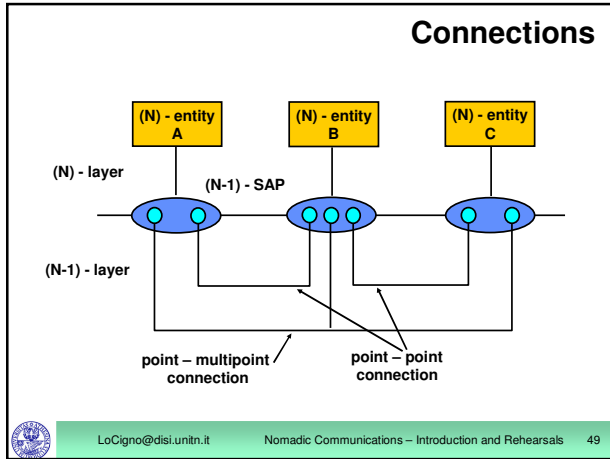 Connections
(N) - entity
A
(N) - entity
B
(N) - entity
C
(N) - layer
(N-1) - SAP
(N-1) - layer
point – multipoint
connection
point – point
connection
LoCigno@disi.unitn.it Nomadic Communications – Introduction and Rehearsals 49